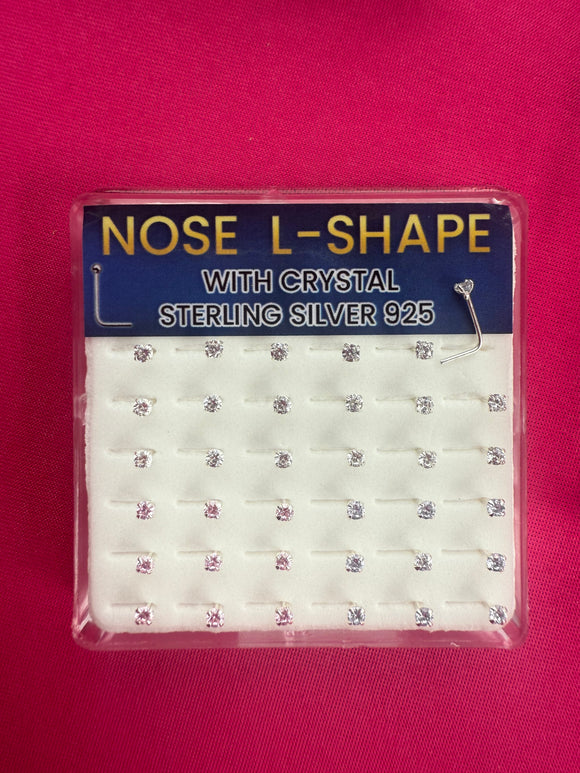 NOSE L-SHAPE
WITH CRYSTAL
STERLING SILVER 925